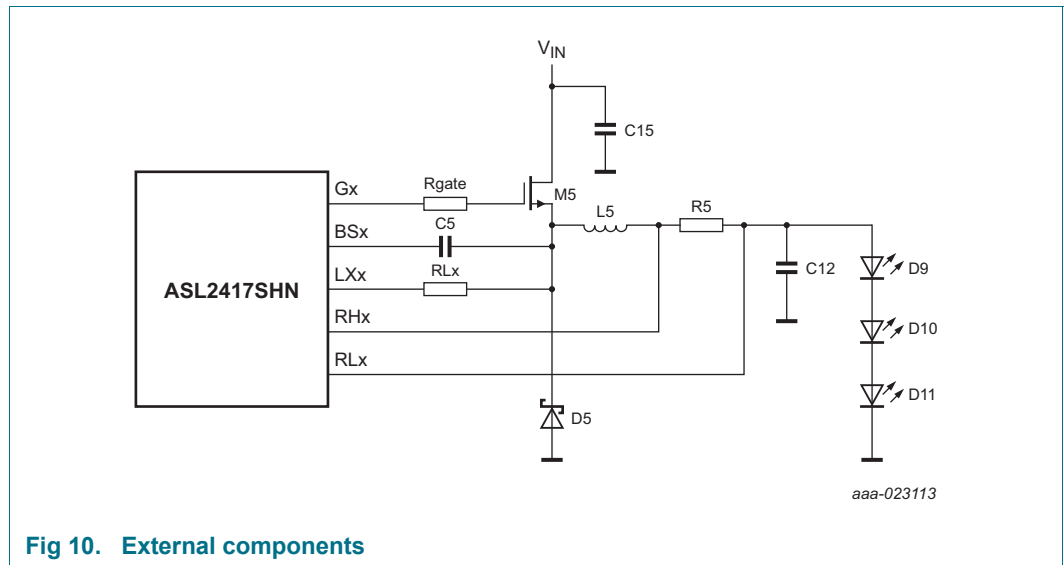 VIN
C15
Gx
Rgate
M5
BSx
C5
L5
R5
LXx
RLx
C12
D9
ASL2417SHN
RHx
D10
RLx
D11
D5
aaa-023113
Fig 10. External components